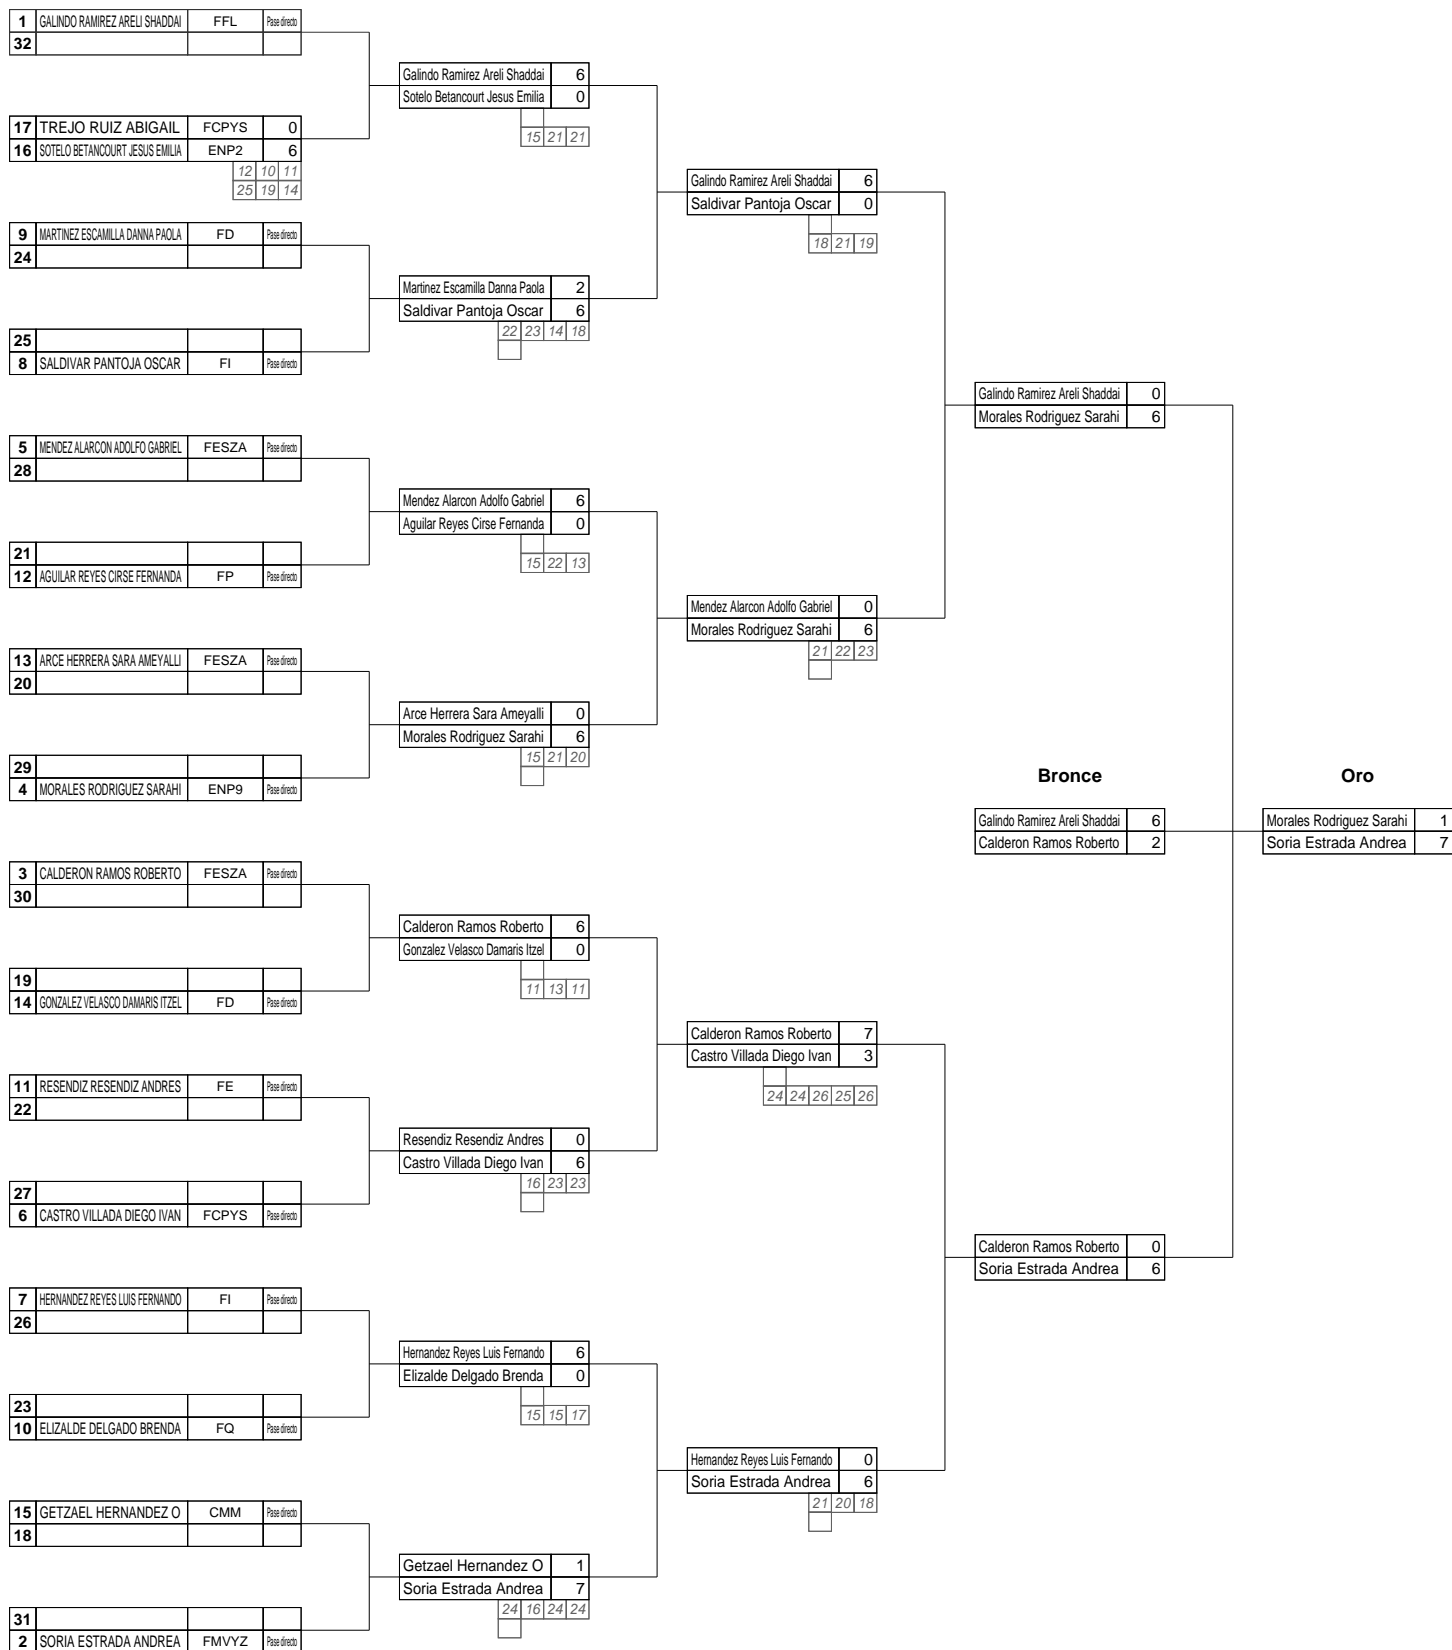 1 GALINDO RAMIREZ ARELI SHADDAI FFL Pase directo
32
Galindo Ramirez Areli Shaddai 6
Sotelo Betancourt Jesus Emilia 0
15 21 21
17 TREJO RUIZ ABIGAIL FCPYS 0
16 SOTELO BETANCOURT JESUS EMILIA ENP2 6
12 10 11
25 19 14
Galindo Ramirez Areli Shaddai 6
Saldivar Pantoja Oscar 0
18 21 19
9 MARTINEZ ESCAMILLA DANNA PAOLA FD Pase directo
24
Martinez Escamilla Danna Paola 2
Saldivar Pantoja Oscar 6
22 23 14 18
25
8 SALDIVAR PANTOJA OSCAR FI Pase directo
Galindo Ramirez Areli Shaddai 0
Morales Rodriguez Sarahi 6
5 MENDEZ ALARCON ADOLFO GABRIEL FESZA Pase directo
28
Mendez Alarcon Adolfo Gabriel 6
Aguilar Reyes Cirse Fernanda 0
15 22 13
21
12 AGUILAR REYES CIRSE FERNANDA FP Pase directo
Mendez Alarcon Adolfo Gabriel 0
Morales Rodriguez Sarahi 6
21 22 23
13 ARCE HERRERA SARA AMEYALLI FESZA Pase directo
20
Arce Herrera Sara Ameyalli 0
Morales Rodriguez Sarahi 6
15 21 20
29
4 MORALES RODRIGUEZ SARAHI ENP9 Pase directo
Bronce
Oro
Galindo Ramirez Areli Shaddai 6
Calderon Ramos Roberto 2
Morales Rodriguez Sarahi 1
Soria Estrada Andrea 7
3 CALDERON RAMOS ROBERTO FESZA Pase directo
30
Calderon Ramos Roberto 6
Gonzalez Velasco Damaris Itzel 0
11 13 11
19
14 GONZALEZ VELASCO DAMARIS ITZEL FD Pase directo
Calderon Ramos Roberto 7
Castro Villada Diego Ivan 3
24 24 26 25 26
11 RESENDIZ RESENDIZ ANDRES FE Pase directo
22
Resendiz Resendiz Andres 0
Castro Villada Diego Ivan 6
16 23 23
27
6 CASTRO VILLADA DIEGO IVAN FCPYS Pase directo
Calderon Ramos Roberto 0
Soria Estrada Andrea 6
7 HERNANDEZ REYES LUIS FERNANDO FI Pase directo
26
Hernandez Reyes Luis Fernando 6
Elizalde Delgado Brenda 0
15 15 17
23
10 ELIZALDE DELGADO BRENDA FQ Pase directo
Hernandez Reyes Luis Fernando 0
Soria Estrada Andrea 6
21 20 18
15 GETZAEL HERNANDEZ O CMM Pase directo
18
Getzael Hernandez O 1
Soria Estrada Andrea 7
24 16 24 24
31
2 SORIA ESTRADA ANDREA FMVYZ Pase directo